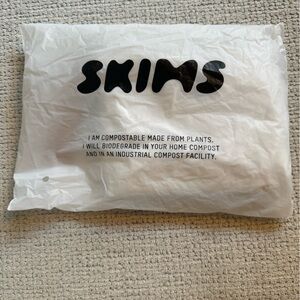 SKIMS
I AM COMPOSTABLE MADE FROM PLANTS,
I WILL BIODEGRADE IN YOUR HOME COMPOST
AND IN AN INDUSTRIAL COMPOST FACILITY.